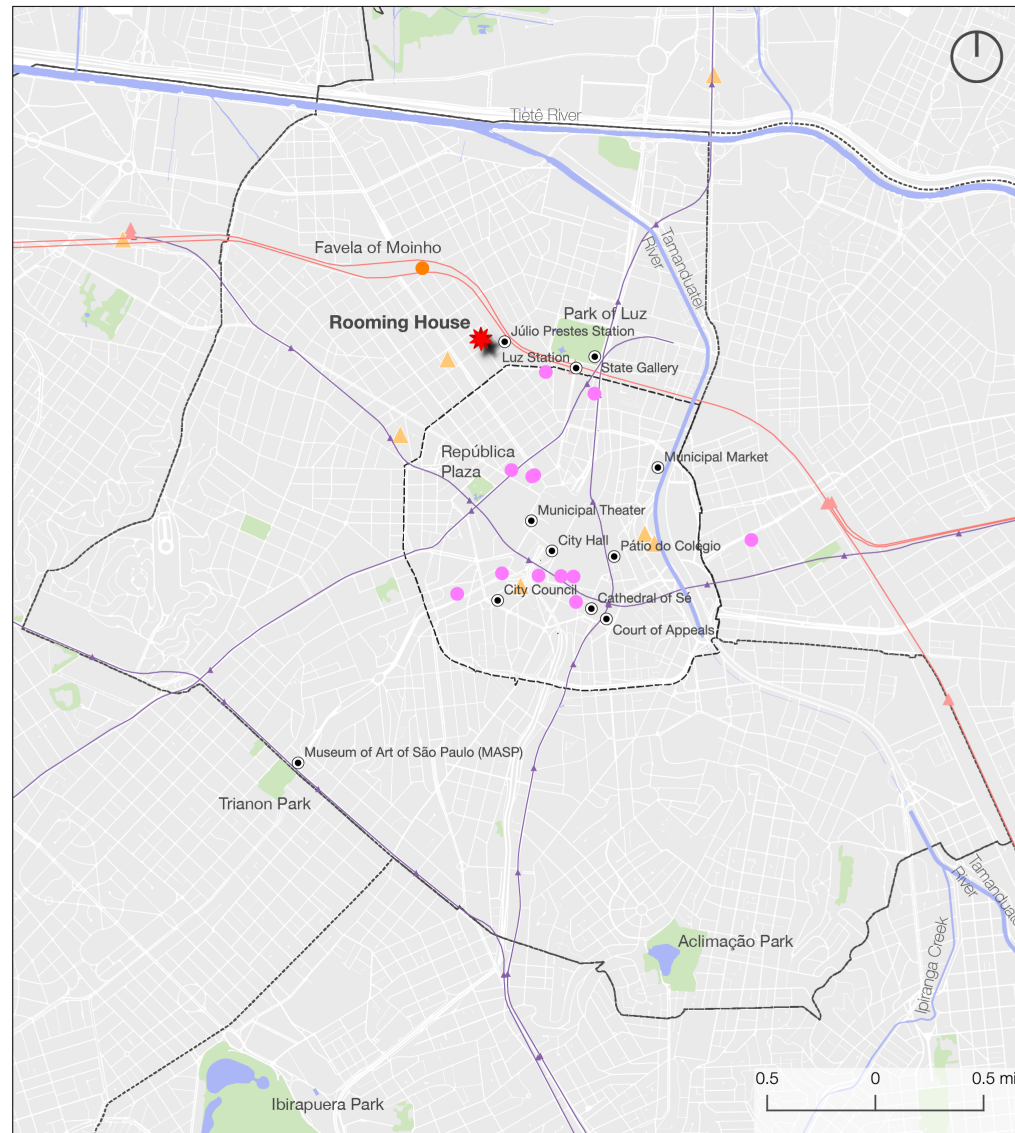 Tietê River
Favela of Moinho
Tamanduateí
River
Park of Luz
Rooming House
Júlio Prestes Station
Luz Station
State Gallery
República
Plaza
Municipal Market
Municipal Theater
City Hall
Pátio do Colégio
City Council
Cathedral of Sé
Court of Appeals
Museum of Art of São Paulo (MASP)
Trianon Park
Tamanduateí
River
Aclimação Park
Ipiranga Creek
Ibirapuera Park
0.5
0
0.5 mi